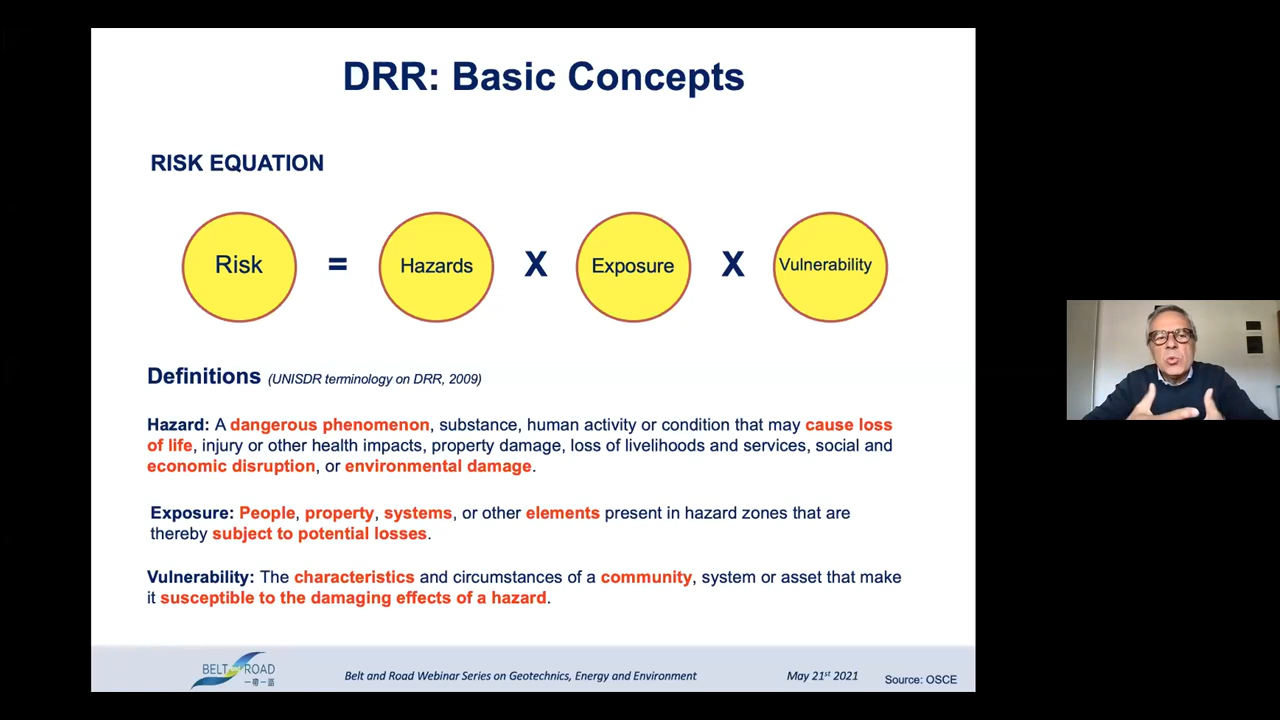 DRR: Basic Concepts
RISK EQUATION
Risk = Hazards X Exposure X Vulnerability
Definitions (UNISDR terminology on DRR, 2009)
Hazard: A dangerous phenomenon, substance, human activity or condition that may cause loss
of life, injury or other health impacts, property damage, loss of livelihoods and services, social and
economic disruption, or environmental damage.
Exposure: People, property, systems, or other elements present in hazard zones that are
thereby subject to potential losses.
Vulnerability: The characteristics and circumstances of a community, system or asset that make
it susceptible to the damaging effects of a hazard.
BELT ROAD
一帶一路
Belt and Road Webinar Series on Geotechnics, Energy and Environment
May 21st 2021
Source: OSCE